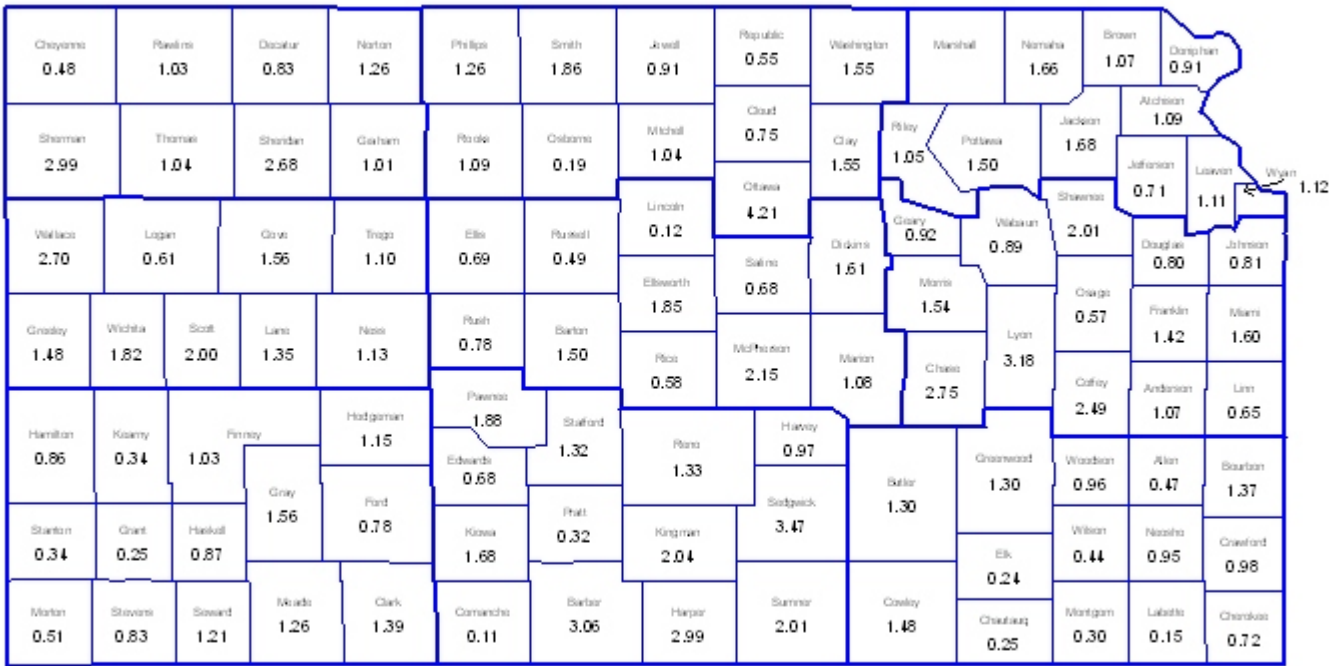 Cheyenne Rawlins Decatur Norton Phillips Smith Jewell Republic Washington Marshall Nemaha Brown Doniphan
0.48 1.03 0.83 1.26 1.26 1.86 0.91 0.55 1.55 1.66 1.07 0.91
Sherman Thomas Sheridan Graham Rooks Osborne Mitchell Cloud Clay Riley Pottawa Jackson Atchison
2.99 1.04 2.68 1.01 1.09 0.19 1.04 0.75 1.55 1.05 1.50 1.68 1.09
Ottawa Jefferson Leaven Wyan
4.21 0.71 1.11 1.12
Wallace Logan Gove Trego Ellis Russell Lincoln Dickins Geary Wabaun Shawnee Douglas Johnson
2.70 0.61 1.56 1.10 0.69 0.49 0.12 1.61 0.92 0.89 2.01 0.80 0.81
Ellsworth Saline Morris Osage
1.85 0.68 1.54 0.57
Greeley Wichita Scott Lane Ness Rush Barton Rice McPherson Marion Chase Lyon Franklin Miami
1.48 1.82 2.00 1.35 1.13 0.78 1.50 0.58 2.15 1.08 2.75 3.18 1.42 1.60
Coffey Anderson Linn
2.49 1.07 0.65
Hamilton Kearny Finney Hodgeman Pawnee Stafford Reno Harvey
0.86 0.34 1.03 1.15 1.88 1.32 1.33 0.97
Gray Ford Edwards Sedgwick Butler Greenwood Woodson Allen Bourbon
1.56 0.78 0.68 3.47 1.30 1.30 0.96 0.47 1.37
Stanton Grant Haskell Kiowa Pratt Kingman Elk Wilson Neosho Crawford
0.34 0.25 0.87 1.68 0.32 2.04 0.24 0.44 0.95 0.98
Morton Stevens Seward Meade Clark Comanche Barber Harper Sumner Cowley Chautauq Montgom Labette Cherokee
0.51 0.83 1.21 1.26 1.39 0.11 3.06 2.99 2.01 1.48 0.25 0.30 0.15 0.72